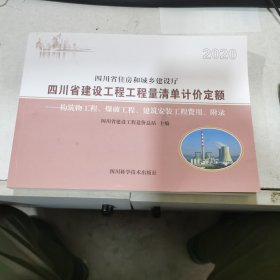 2020
四川省住房和城乡建设厅
四川省建设工程工程量清单计价定额
——构筑物工程、爆破工程、建筑安装工程费用、附录
四川省建设工程造价总站 主编
四川科学技术出版社